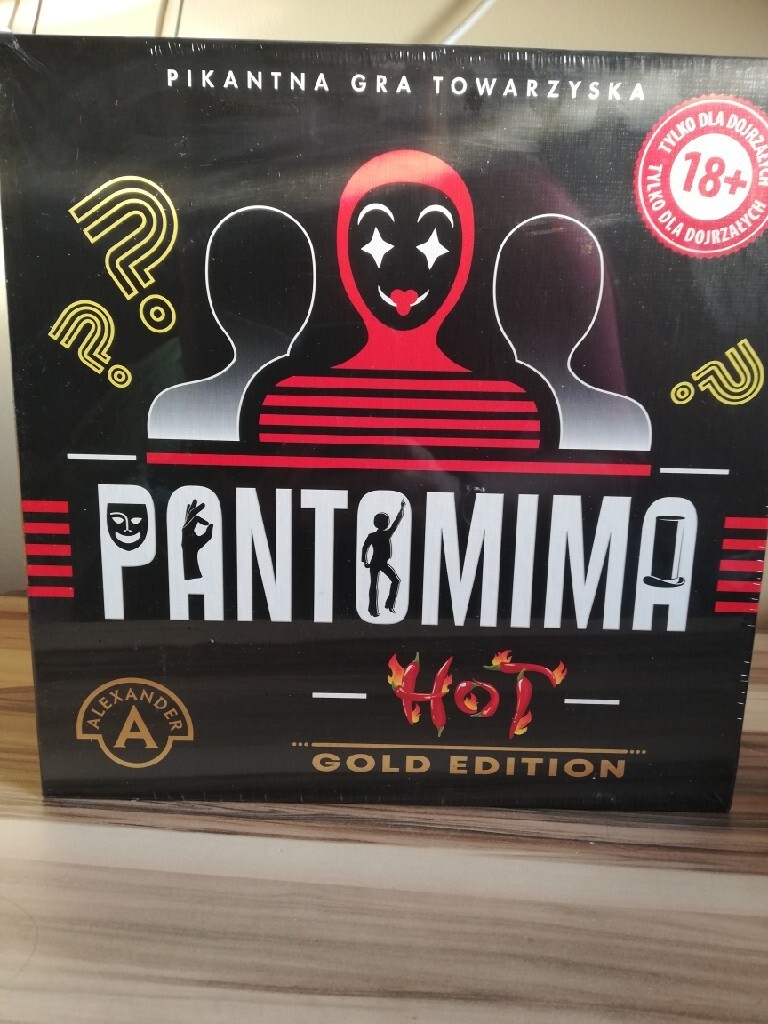 PIKANTNA GRA TOWARZYSKA
TYLKO DLA DOJRZAŁYCH
18+
TYLKO DLA DOJRZAŁYCH
? ?
?
PANTOMIMA
HOT
ALEXANDER
A
GOLD EDITION